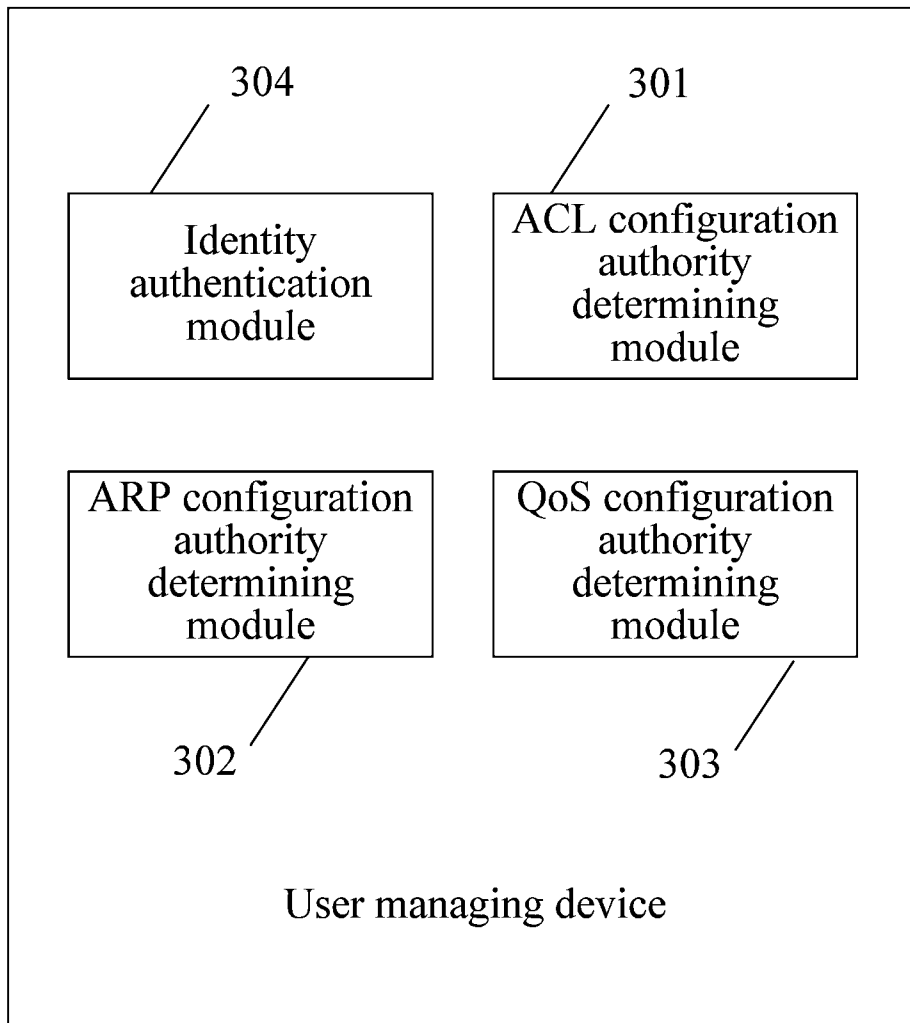 304
301
Identity
authentication
module
ACL configuration
authority
determining
module
ARP configuration
authority
determining
module
QoS configuration
authority
determining
module
302
303
User managing device